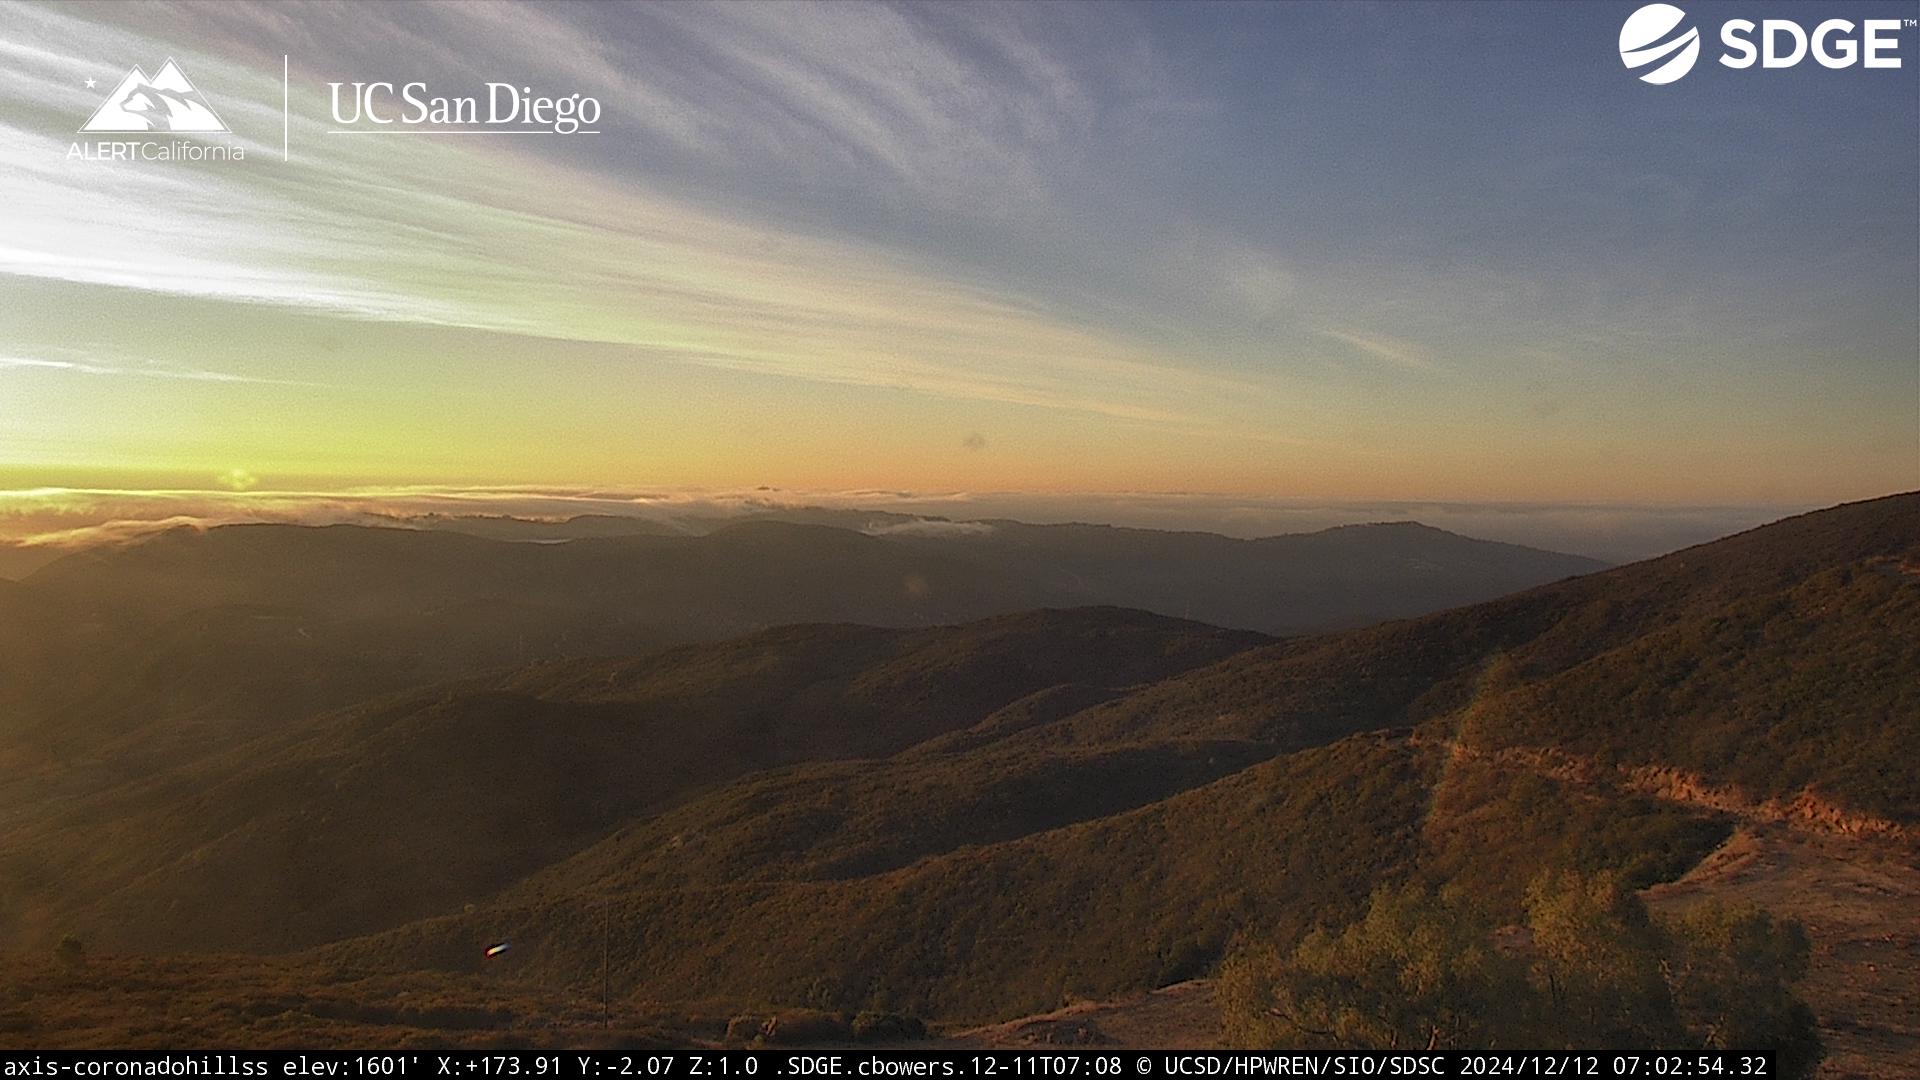 ALERTCalifornia
UC San Diego
SDGE™
axis-coronadohillss elev:1601' X:+173.91 Y:-2.07 Z:1.0 .SDGE.cbowers.12-11T07:08 © UCSD/HPWREN/SIO/SDSC 2024/12/12 07:02:54.32